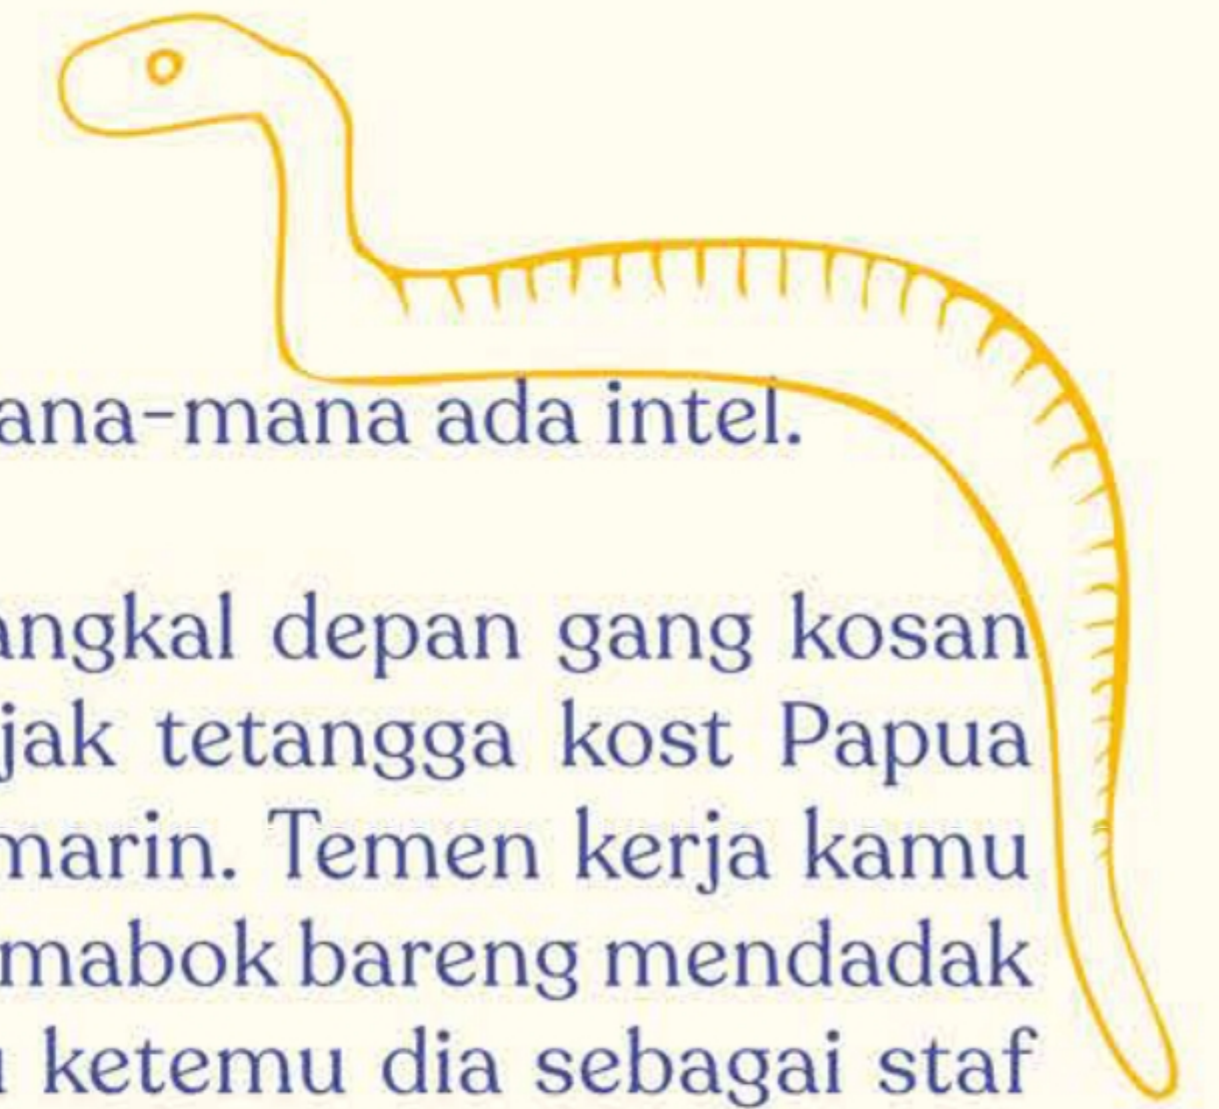 ana-mana ada intel.
angkal depan gang kosan
jak tetangga kost Papua
marin. Temen kerja kamu
mabok bareng mendadak
ketemu dia sebagai staf